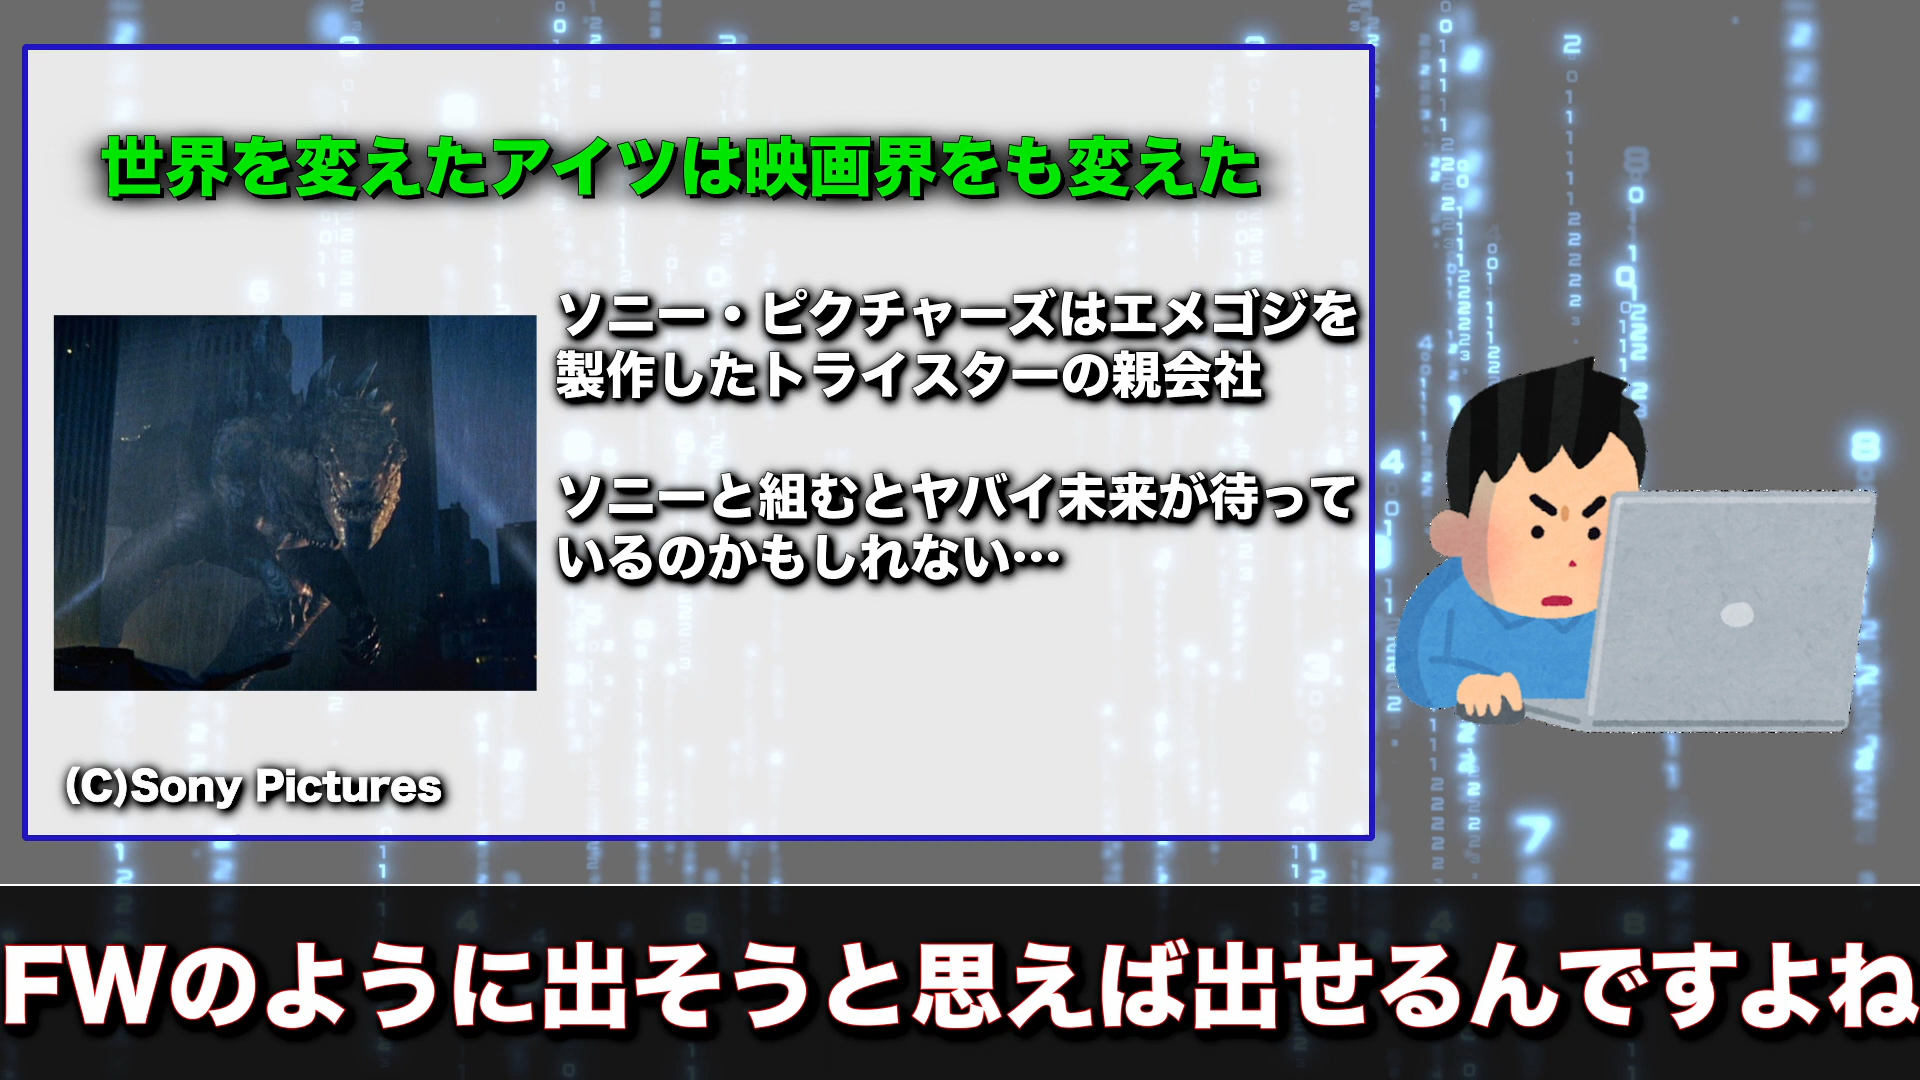 世界を変えたアイツは映画界をも変えた
ソニー・ピクチャーズはエメゴジを
製作したトライスターの親会社
ソニーと組むとヤバイ未来が待って
いるのかもしれない…
(C)Sony Pictures
FWのように出そうと思えば出せるんですよね